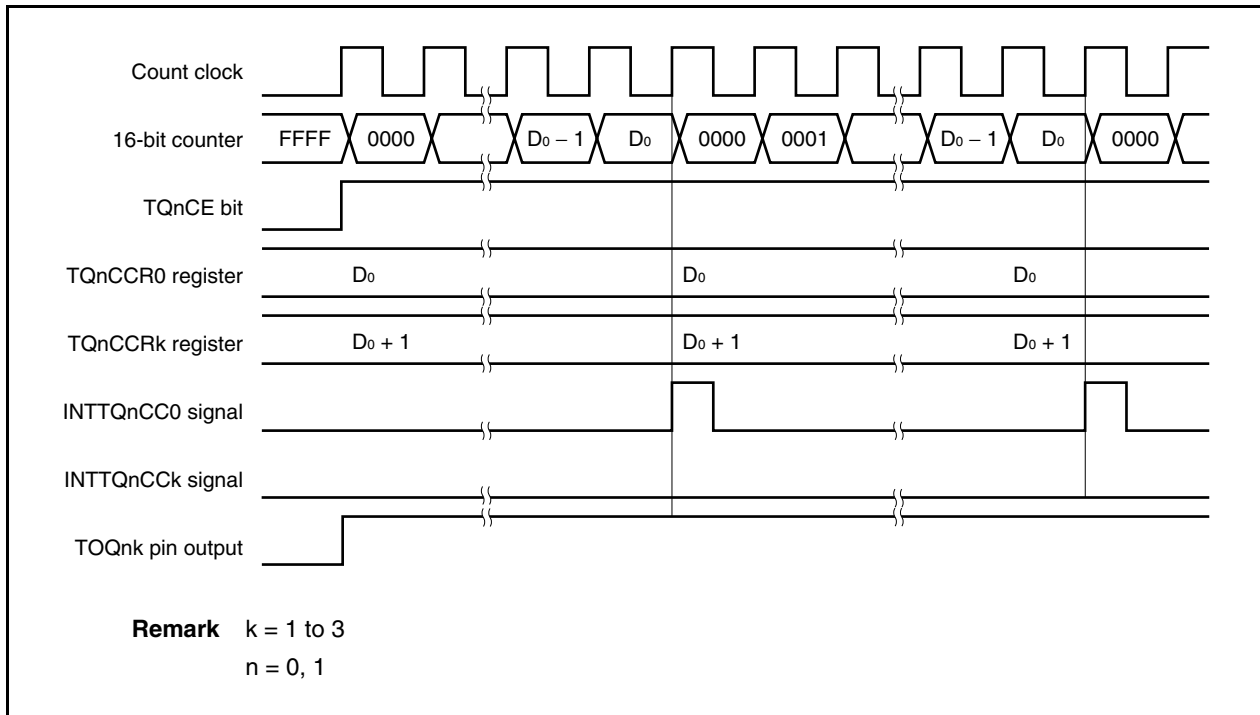 Count clock
16-bit counter FFFF 0000 D₀ − 1 D₀ 0000 0001 D₀ − 1 D₀ 0000
TQnCE bit
TQnCCR0 register D₀ D₀ D₀
TQnCCRk register D₀ + 1 D₀ + 1 D₀ + 1
INTTQnCC0 signal
INTTQnCCk signal
TOQnk pin output
Remark k = 1 to 3
n = 0, 1